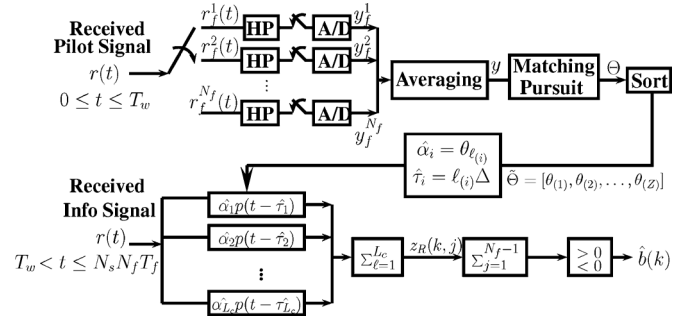 Received Pilot Signal
r(t)
0 ≤ t ≤ T_w
r_f^1(t) HP A/D y_f^1
r_f^2(t) HP A/D y_f^2
⋮
r_f^{N_f}(t) HP A/D y_f^{N_f}
Averaging y Matching Pursuit Θ Sort
α̂_i = θ_{ℓ_(i)}
τ̂_i = ℓ_(i)Δ
Θ̃ = [θ_(1), θ_(2), . . . , θ_(Z)]
Received Info Signal
r(t)
T_w < t ≤ N_s N_f T_f
α̂_1 p(t − τ̂_1)
α̂_2 p(t − τ̂_2)
⋮
α̂_{L_c} p(t − τ̂_{L_c})
Σ_{ℓ=1}^{L_c} z_R(k, j) Σ_{j=1}^{N_f−1} > 0 < 0 b̂(k)